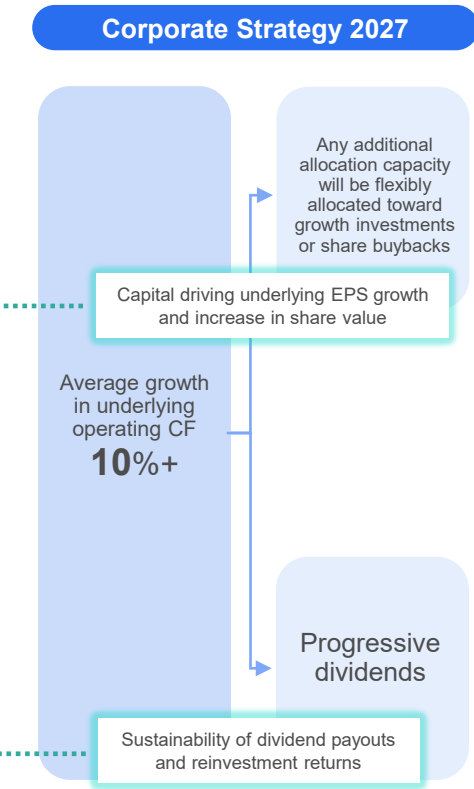 Corporate Strategy 2027
Any additional
allocation capacity
will be flexibly
allocated toward
growth investments
or share buybacks
Capital driving underlying EPS growth
and increase in share value
Average growth
in underlying
operating CF
10%+
Progressive
dividends
Sustainability of dividend payouts
and reinvestment returns